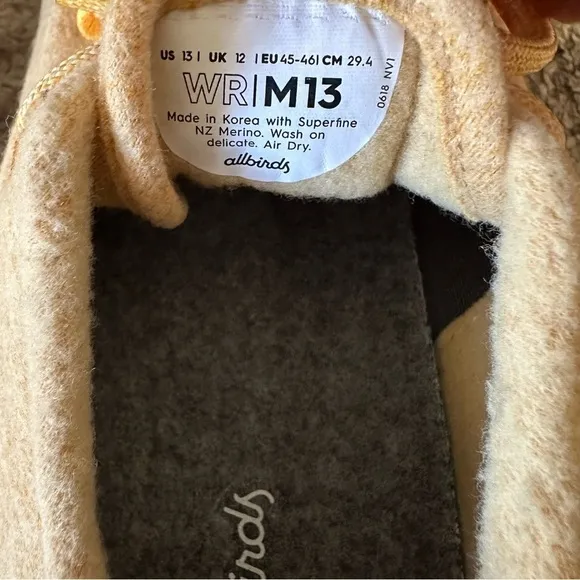 US 13 | UK 12 | EU 45-46 | CM 29.4
WR|M13
Made in Korea with Superfine
NZ Merino. Wash on
delicate. Air Dry.
allbirds
0618 NV1
birds